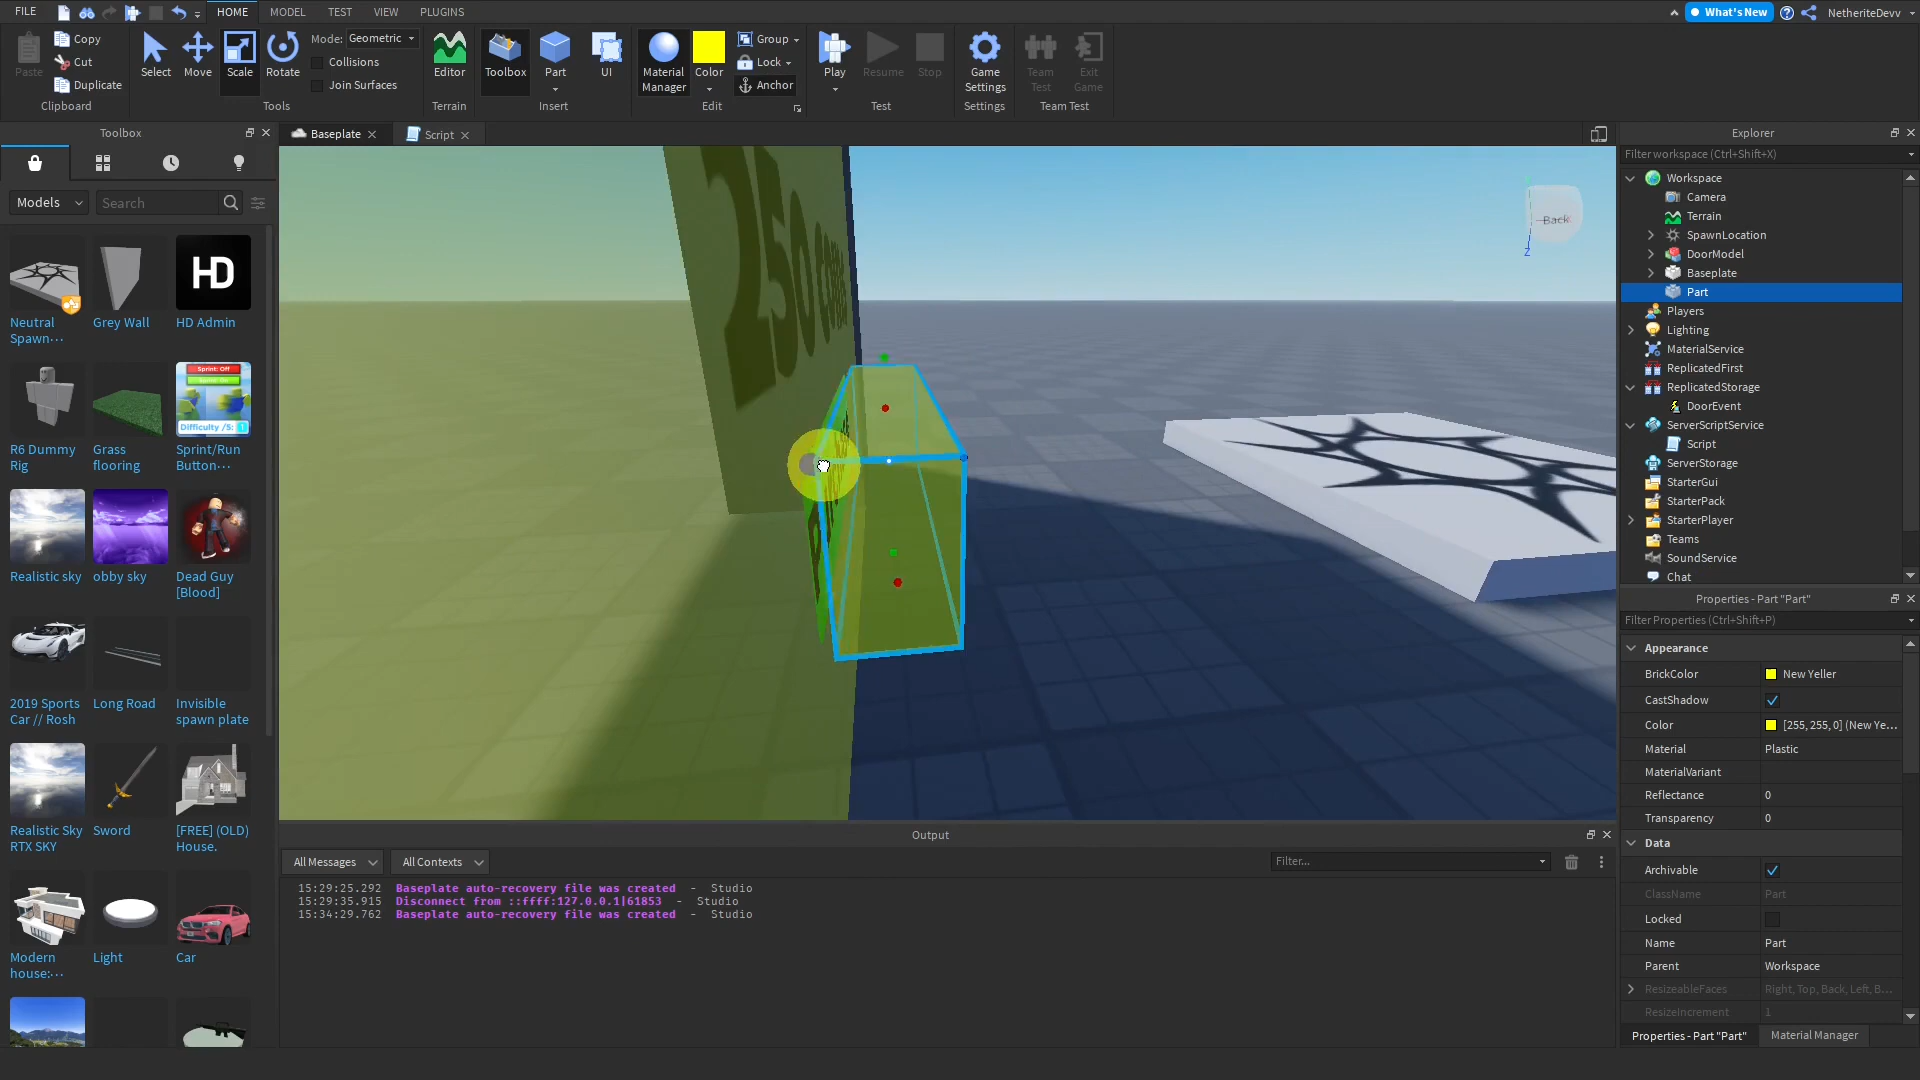 FILE
HOME
MODEL
TEST
VIEW
PLUGINS
What's New
NetheriteDevv
Paste
Copy
Cut
Duplicate
Clipboard
Select
Move
Scale
Rotate
Mode: Geometric
Collisions
Join Surfaces
Tools
Editor
Terrain
Toolbox
Part
UI
Insert
Material
Manager
Color
Group
Lock
Anchor
Edit
Play
Resume
Stop
Test
Game
Settings
Settings
Team
Test
Exit
Game
Team Test
Toolbox
Models
Search
Neutral
Spawn...
Grey Wall
HD
HD Admin
R6 Dummy
Rig
Grass
flooring
Sprint: Off
Difficulty /5: 1
Sprint/Run
Button...
Realistic sky
obby sky
Dead Guy
[Blood]
2019 Sports
Car // Rosh
Long Road
Invisible
spawn plate
Realistic Sky
RTX SKY
Sword
[FREE] (OLD)
House.
Modern
house:...
Light
Car
Baseplate
Script
250
Back
Z
Output
All Messages
All Contexts
Filter...
15:29:25.292 Baseplate auto-recovery file was created - Studio
15:29:35.915 Disconnect from ::ffff:127.0.0.1|61853 - Studio
15:34:29.762 Baseplate auto-recovery file was created - Studio
Explorer
Filter workspace (Ctrl+Shift+X)
Workspace
Camera
Terrain
SpawnLocation
DoorModel
Baseplate
Part
Players
Lighting
MaterialService
ReplicatedFirst
ReplicatedStorage
DoorEvent
ServerScriptService
Script
ServerStorage
StarterGui
StarterPack
StarterPlayer
Teams
SoundService
Chat
Properties - Part "Part"
Filter Properties (Ctrl+Shift+P)
Appearance
BrickColor New Yeller
CastShadow
Color [255, 255, 0] (New Ye...
Material Plastic
MaterialVariant
Reflectance 0
Transparency 0
Data
Archivable
ClassName Part
Locked
Name Part
Parent Workspace
ResizeableFaces Right, Top, Back, Left, B...
ResizeIncrement 1
Properties - Part "Part"
Material Manager